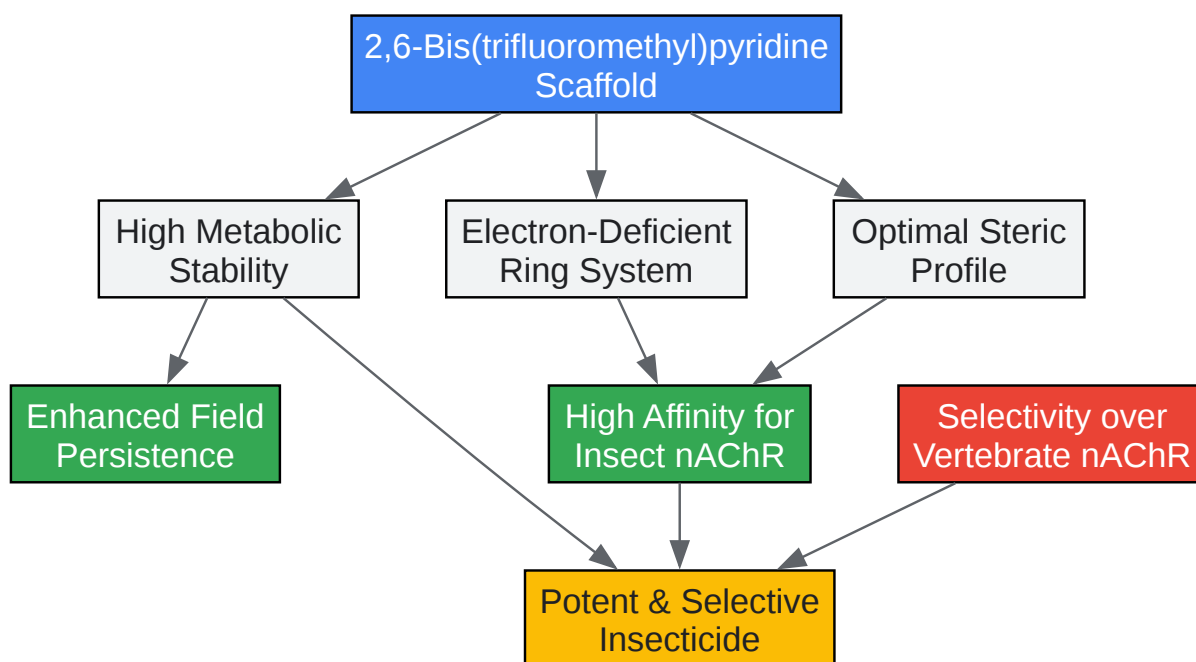 2,6-Bis(trifluoromethyl)pyridine
Scaffold
High Metabolic
Stability
Electron-Deficient
Ring System
Optimal Steric
Profile
Enhanced Field
Persistence
High Affinity for
Insect nAChR
Selectivity over
Vertebrate nAChR
Potent & Selective
Insecticide